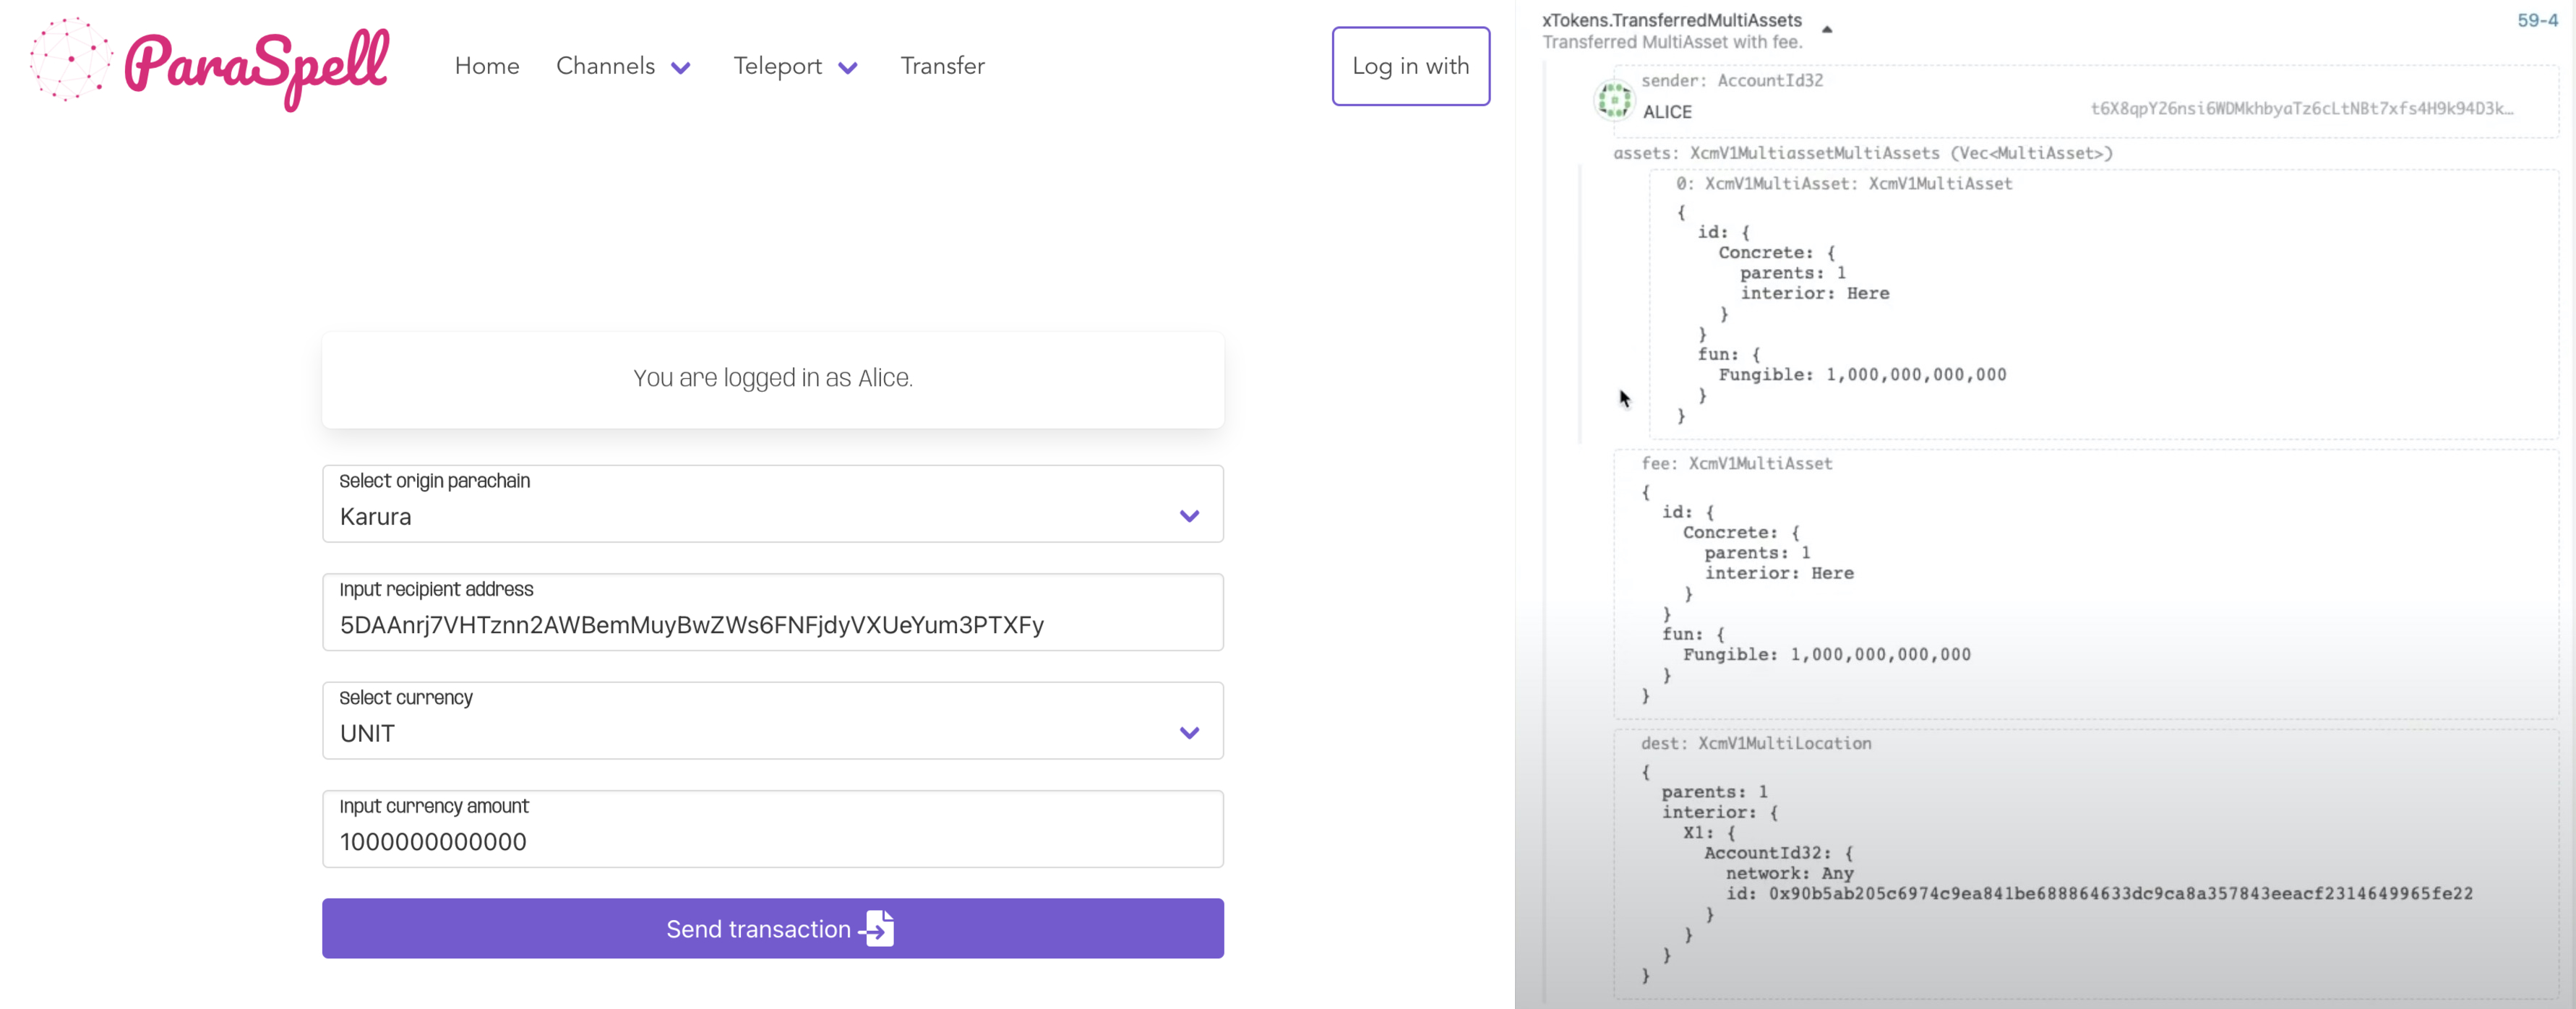 ParaSpell
Home Channels Teleport Transfer
Log in with
You are logged in as Alice.
Select origin parachain
Karura
Input recipient address
5DAAnrj7VHTznn2AWBemMuyBwZWs6FNFjdyVXUeYum3PTXFy
Select currency
UNIT
Input currency amount
1000000000000
Send transaction
xTokens.TransferredMultiAssets 59-4
Transferred MultiAsset with fee.
sender: AccountId32
ALICE t6X8qpY26nsi6WDMkhbyaTz6cLtNBt7xfs4H9k94D3k…
assets: XcmV1MultiassetMultiAssets (Vec<MultiAsset>)
0: XcmV1MultiAsset: XcmV1MultiAsset
{
id: {
Concrete: {
parents: 1
interior: Here
}
}
fun: {
Fungible: 1,000,000,000,000
}
}
fee: XcmV1MultiAsset
{
id: {
Concrete: {
parents: 1
interior: Here
}
}
fun: {
Fungible: 1,000,000,000,000
}
}
dest: XcmV1MultiLocation
{
parents: 1
interior: {
X1: {
AccountId32: {
network: Any
id: 0x90b5ab205c6974c9ea841be688864633dc9ca8a357843eeacf2314649965fe22
}
}
}
}